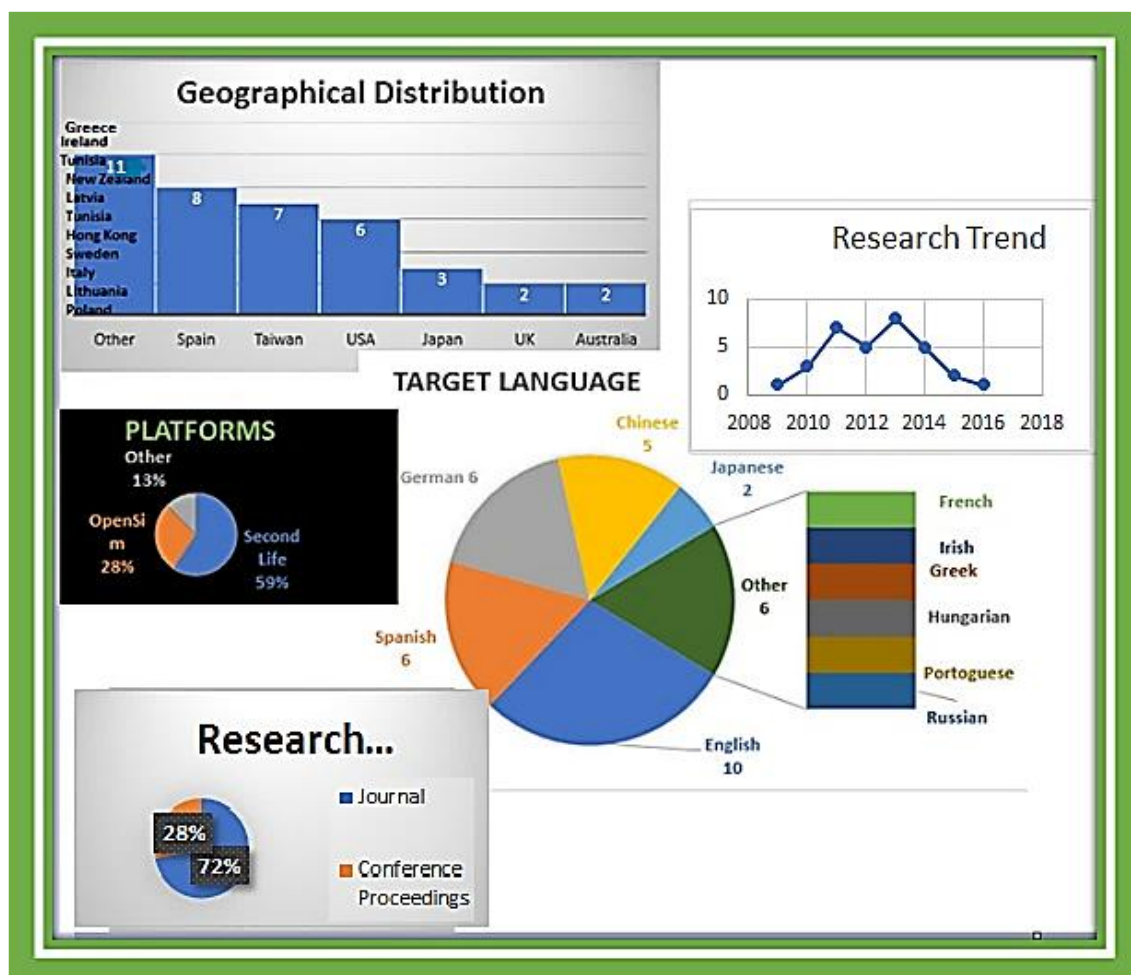 Geographical Distribution
Greece
Ireland
Tunisia
11
New Zealand
Latvia
Tunisia
Hong Kong
Sweden
Italy
Lithuania
Poland
8
7
6
3
2
2
Other Spain Taiwan USA Japan UK Australia
Research Trend
10
5
0
2008 2010 2012 2014 2016 2018
TARGET LANGUAGE
Chinese
5
German 6
Japanese
2
Other
6
Spanish
6
English
10
French
Irish
Greek
Hungarian
Portoguese
Russian
PLATFORMS
Other
13%
OpenSi
m
28%
Second
Life
59%
Research...
28%
72%
Journal
Conference
Proceedings